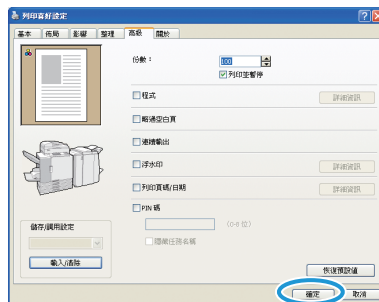 列印喜好設定
基本 佈局 影像 整理 高級 關於
份數：
100
列印並暫停
程式
詳細資訊
略過空白頁
連續輸出
浮水印
詳細資訊
列印頁碼/日期
詳細資訊
PIN 碼
(0-8 位)
隱藏任務名稱
儲存/調用設定
輸入/清除
恢復預設值
確定 取消